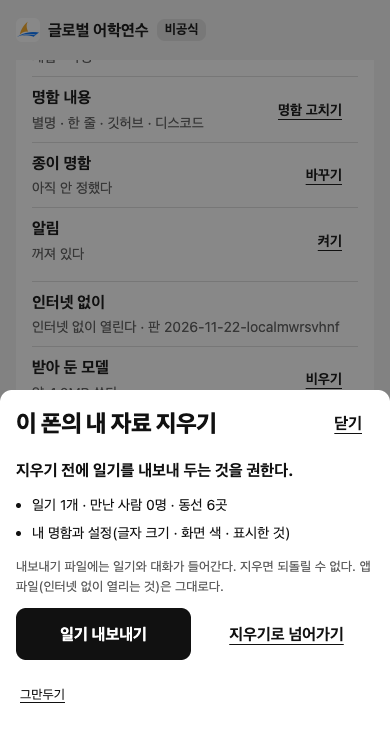 글로벌 어학연수 비공식
명함 내용
별명 · 한 줄 · 깃허브 · 디스코드
명함 고치기
종이 명함
아직 안 정했다
바꾸기
알림
꺼져 있다
켜기
인터넷 없이
인터넷 없이 열린다 · 판 2026-11-22-localmwrsvhnf
받아 둔 모델
비우기
이 폰의 내 자료 지우기
닫기
지우기 전에 일기를 내보내 두는 것을 권한다.
• 일기 1개 · 만난 사람 0명 · 동선 6곳
• 내 명함과 설정(글자 크기 · 화면 색 · 표시한 것)
내보내기 파일에는 일기와 대화가 들어간다. 지우면 되돌릴 수 없다. 앱
파일(인터넷 없이 열리는 것)은 그대로다.
일기 내보내기
지우기로 넘어가기
그만두기